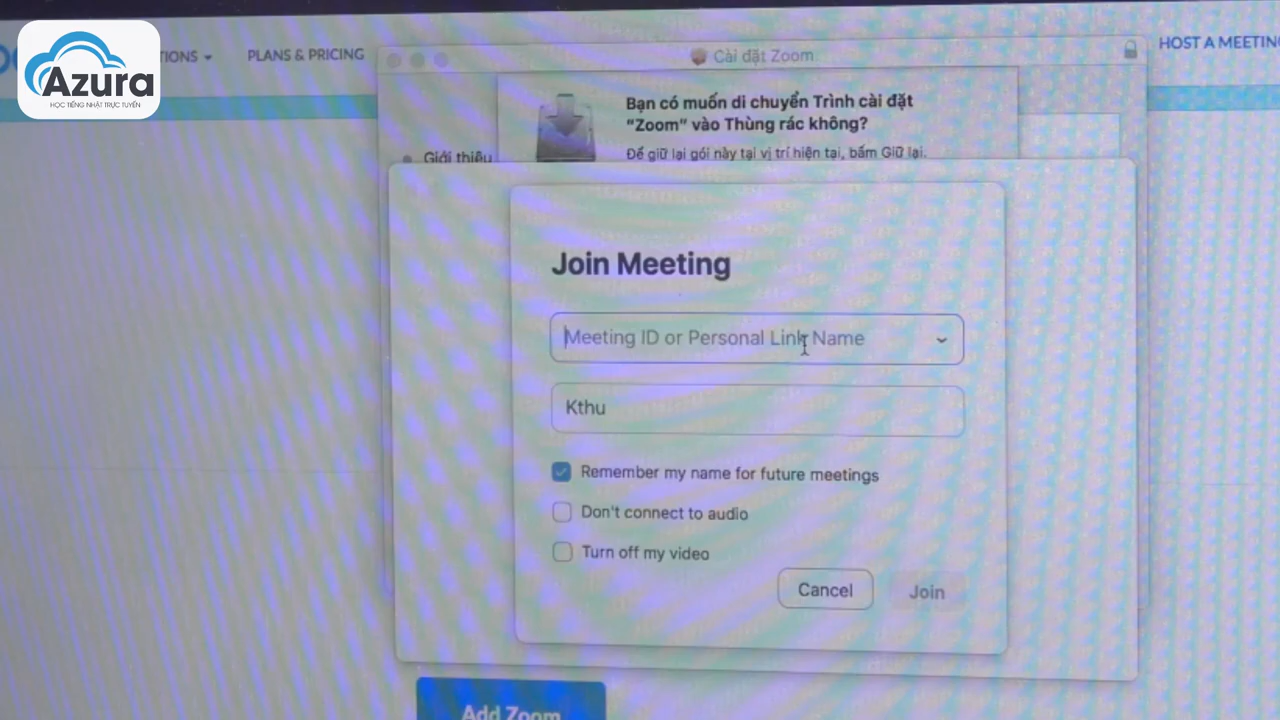 Azura
HỌC TIẾNG NHẬT TRỰC TUYẾN
PLANS & PRICING
Cài đặt Zoom
HOST A MEETING
Bạn có muốn di chuyển Trình cài đặt
“Zoom” vào Thùng rác không?
Để giữ lại gói này tại vị trí hiện tại, bấm Giữ lại.
Giới thiệu
Join Meeting
Meeting ID or Personal Link Name
Kthu
Remember my name for future meetings
Don't connect to audio
Turn off my video
Cancel
Join
Add Zoom